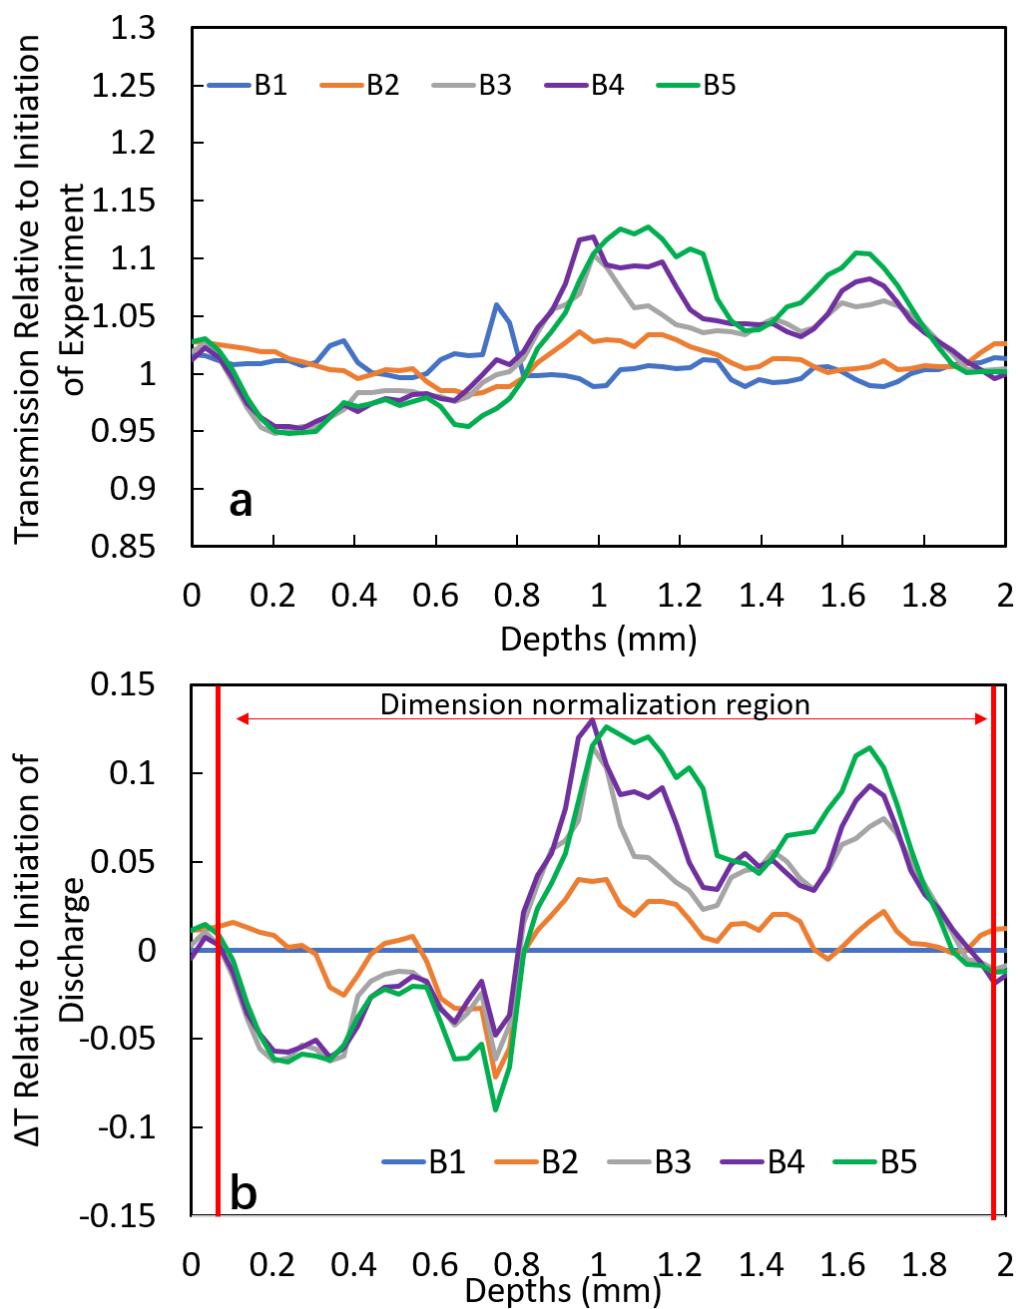 Transmission Relative to Initiation
of Experiment
1.3
1.25
1.2
1.15
1.1
1.05
1
0.95
0.9
0.85
B1 B2 B3 B4 B5
a
0 0.2 0.4 0.6 0.8 1 1.2 1.4 1.6 1.8 2
Depths (mm)
ΔT Relative to Initiation of
Discharge
0.15
0.1
0.05
0
-0.05
-0.1
-0.15
Dimension normalization region
B1 B2 B3 B4 B5
b
0 0.2 0.4 0.6 0.8 1 1.2 1.4 1.6 1.8 2
Depths (mm)